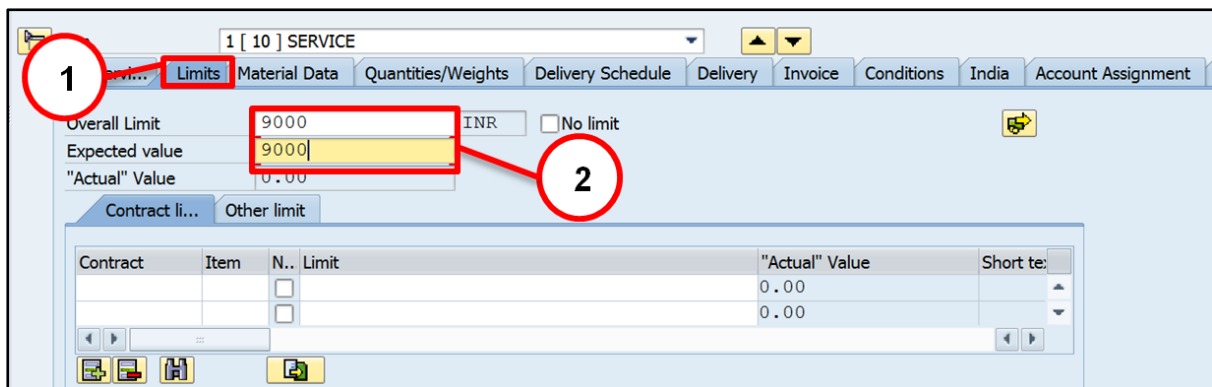 1 [ 10 ] SERVICE
1
Limits Material Data Quantities/Weights Delivery Schedule Delivery Invoice Conditions India Account Assignment
Overall Limit 9000 INR No limit
Expected value 9000
"Actual" Value 0.00
2
Contract li... Other limit
Contract Item N.. Limit "Actual" Value Short te
0.00
0.00